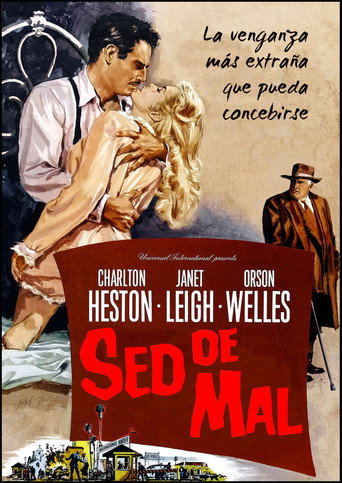 La venganza
más extraña
que pueda
concebirse
Universal International presents
CHARLTON JANET ORSON
HESTON · LEIGH · WELLES
SED DE
MAL